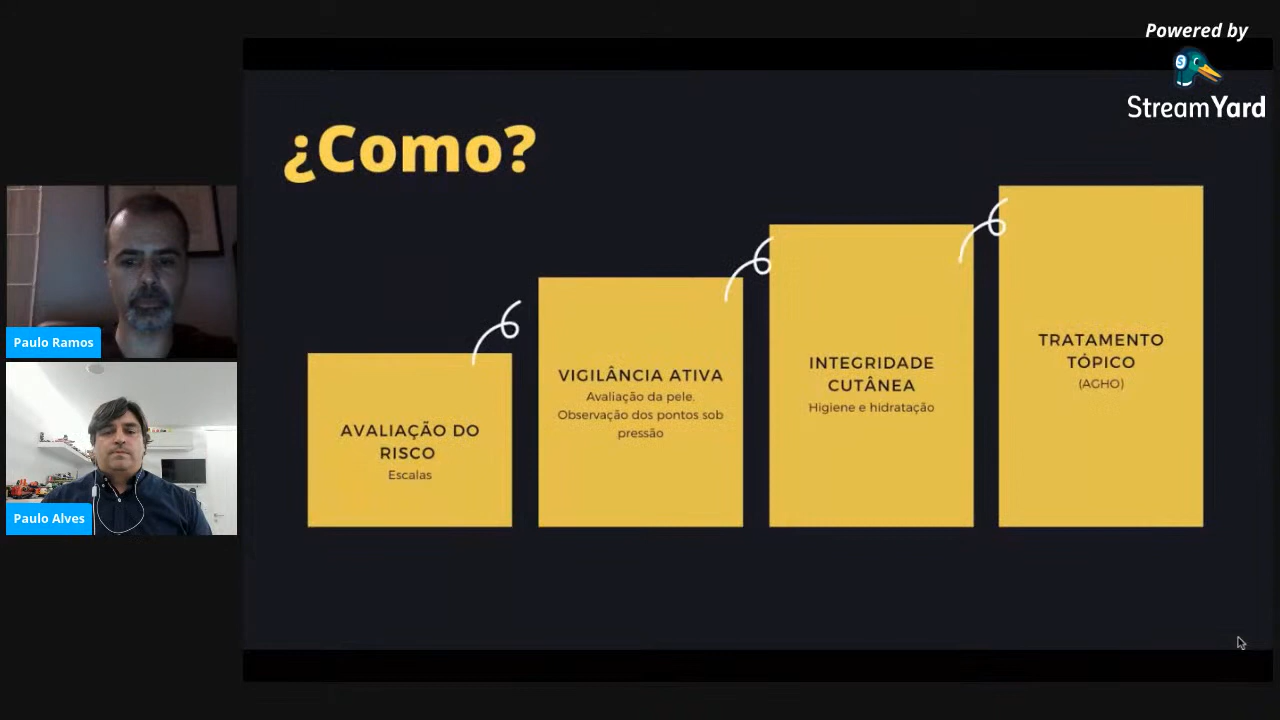 Powered by
StreamYard
¿Como?
AVALIAÇÃO DO
RISCO
Escalas
VIGILÂNCIA ATIVA
Avaliação da pele.
Observação dos pontos sob
pressão
INTEGRIDADE
CUTÂNEA
Higiene e hidratação
TRATAMENTO
TÓPICO
(AGHO)
Paulo Ramos
Paulo Alves